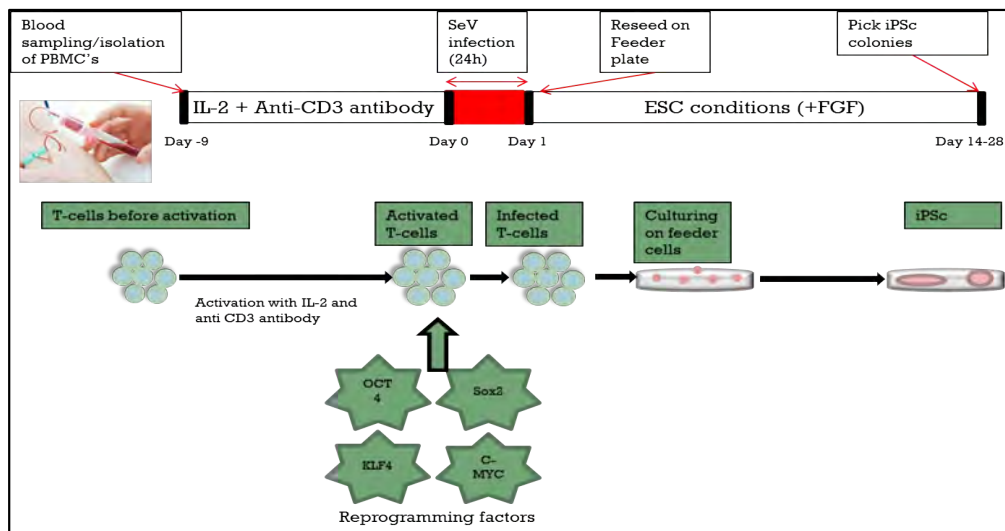 Blood
sampling/isolation
of PBMC's
SeV
infection
(24h)
Reseed on
Feeder
plate
Pick iPSc
colonies
IL-2 + Anti-CD3 antibody
ESC conditions (+FGF)
Day -9
Day 0
Day 1
Day 14-28
T-cells before activation
Activated
T-cells
Infected
T-cells
Culturing
on feeder
cells
iPSc
Activation with IL-2 and
anti CD3 antibody
OCT
4
Sox2
KLF4
C-
MYC
Reprogramming factors